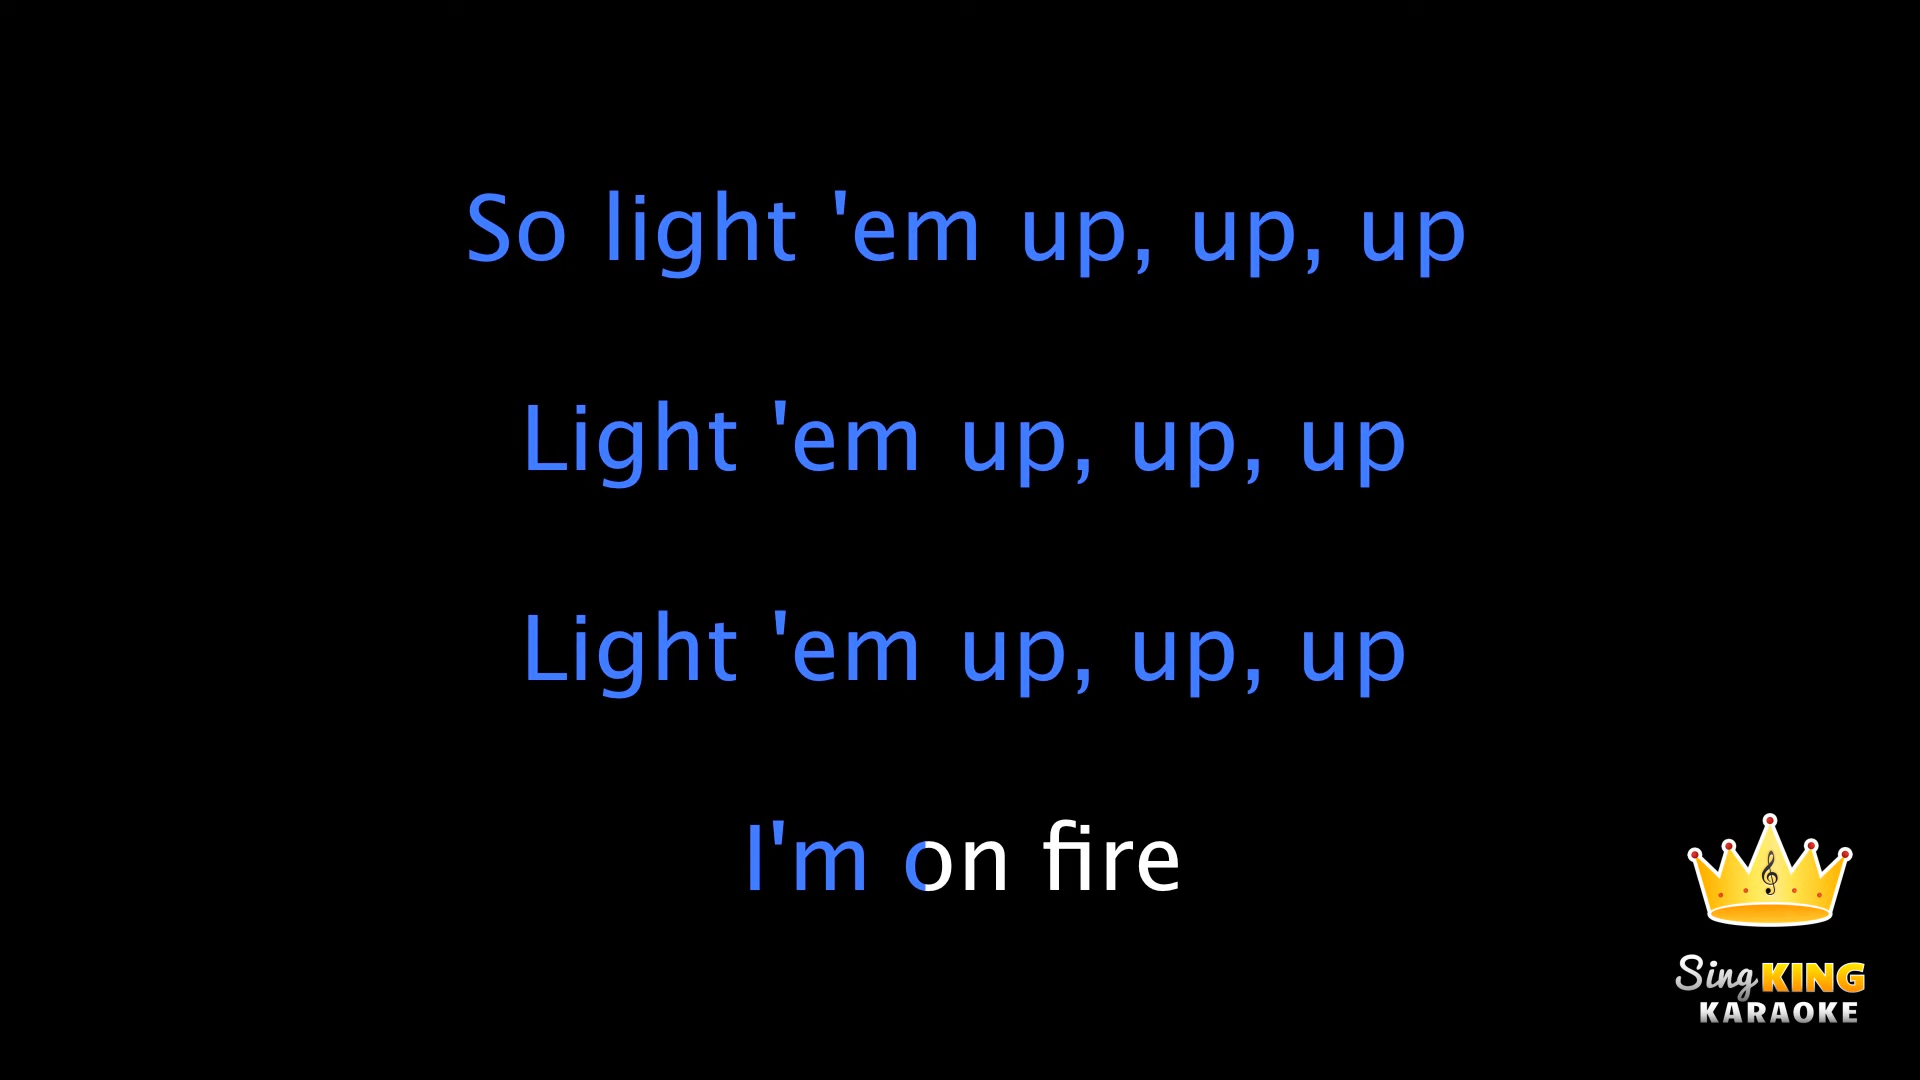 So light 'em up, up, up
Light 'em up, up, up
Light 'em up, up, up
I'm on fire
Sing KING
KARAOKE